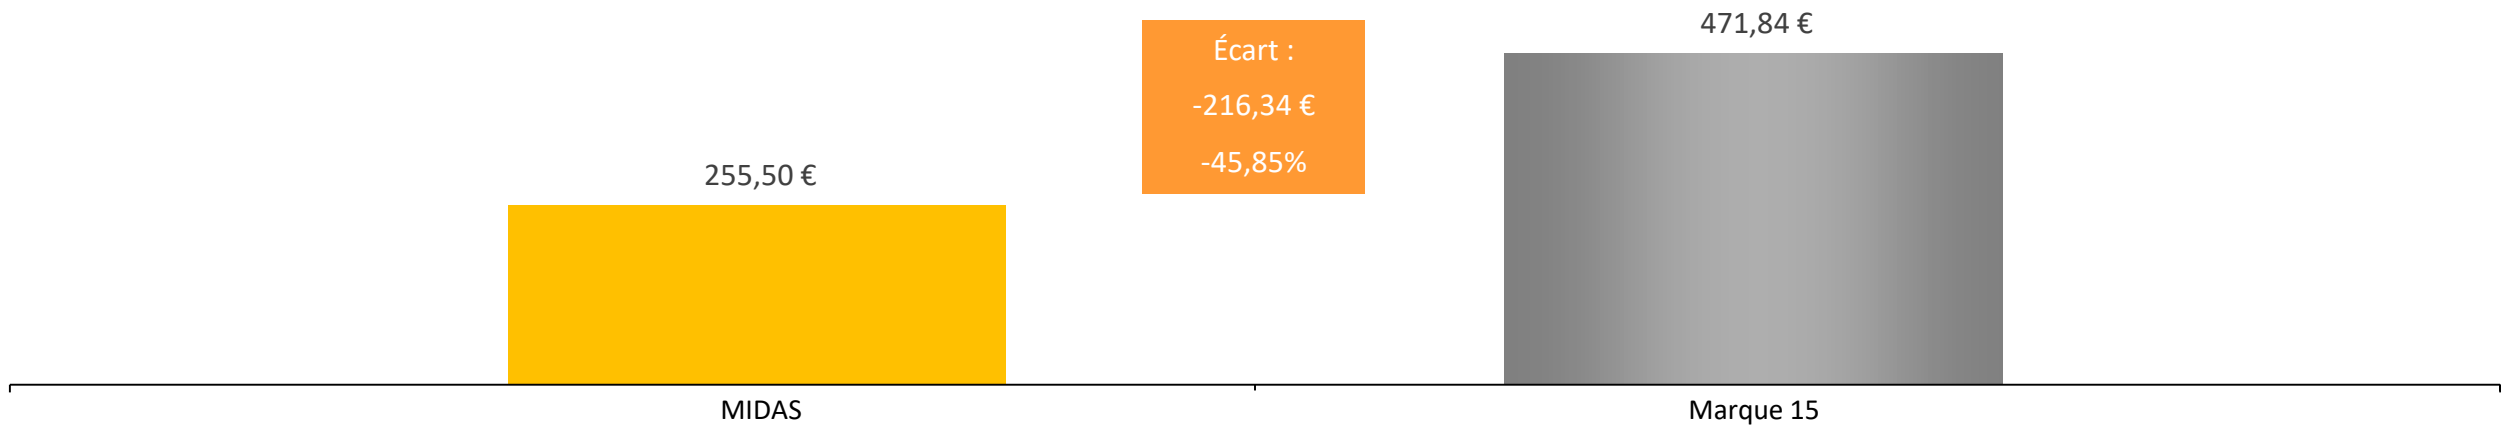 471,84 €
Écart :
-216,34 €
-45,85%
255,50 €
MIDAS
Marque 15